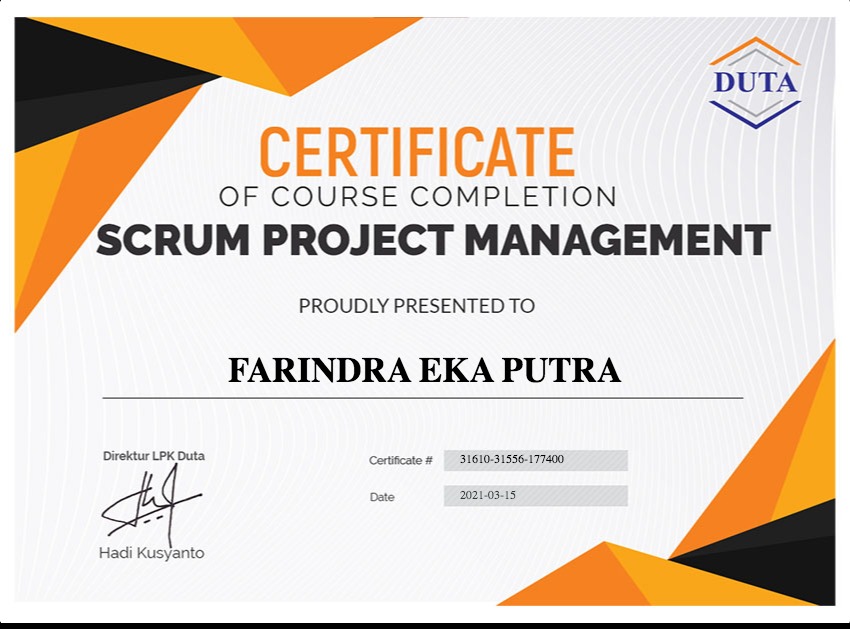 DUTA
CERTIFICATE
OF COURSE COMPLETION
SCRUM PROJECT MANAGEMENT
PROUDLY PRESENTED TO
FARINDRA EKA PUTRA
Direktur LPK Duta
Hadi Kusyanto
Certificate # 31610-31556-177400
Date 2021-03-15